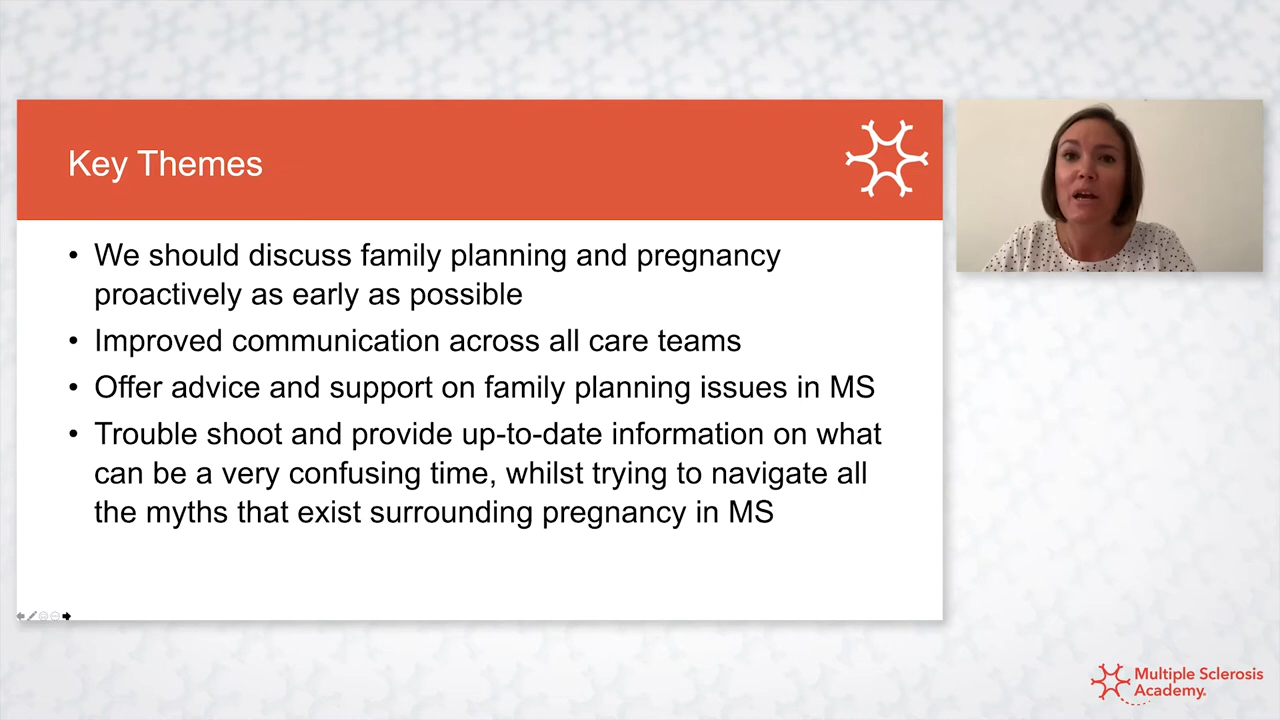 Key Themes
• We should discuss family planning and pregnancy
proactively as early as possible
• Improved communication across all care teams
• Offer advice and support on family planning issues in MS
• Trouble shoot and provide up-to-date information on what
can be a very confusing time, whilst trying to navigate all
the myths that exist surrounding pregnancy in MS
Multiple Sclerosis
Academy.